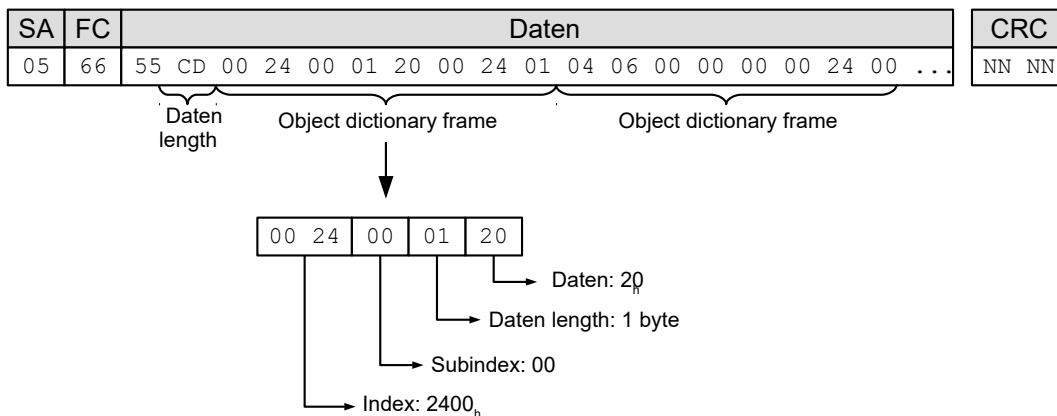 SA FC Daten CRC
05 66 55 CD 00 24 00 01 20 00 24 01 04 06 00 00 00 00 24 00 ... NN NN
Daten length
Object dictionary frame
Object dictionary frame
00 24 00 01 20
Daten: 20h
Daten length: 1 byte
Subindex: 00
Index: 2400h